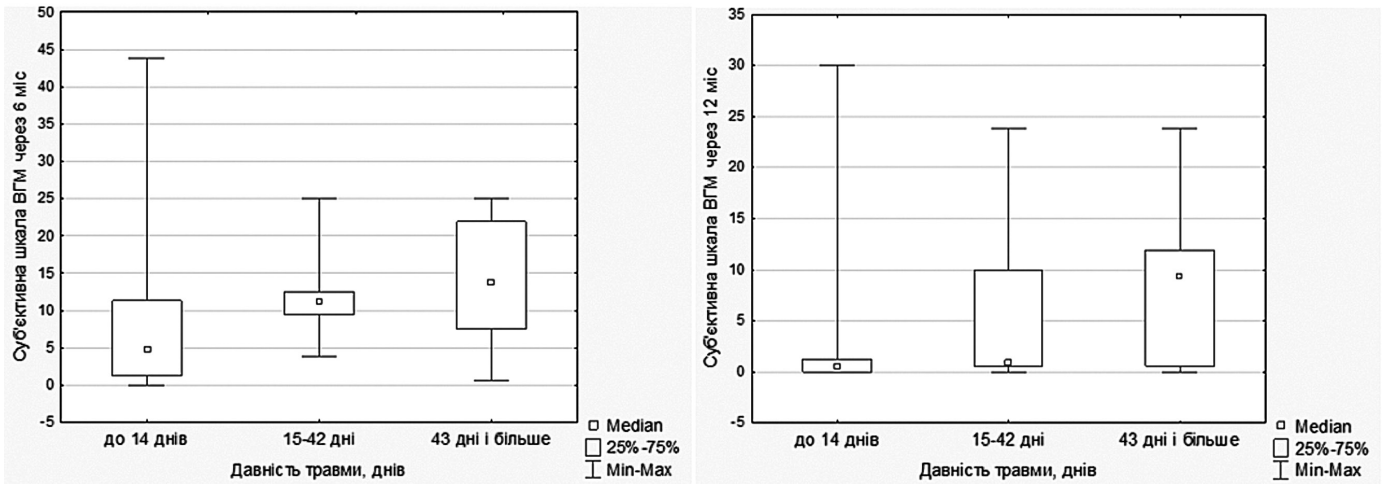 Суб'єктивна шкала ВГМ через 6 міс
50
45
40
35
30
25
20
15
10
5
0
-5
до 14 днів
15-42 дні
43 дні і більше
Давність травми, днів
Median
25%-75%
Min-Max
Суб'єктивна шкала ВГМ через 12 міс
35
30
25
20
15
10
5
0
-5
до 14 днів
15-42 дні
43 дні і більше
Давність травми, днів
Median
25%-75%
Min-Max